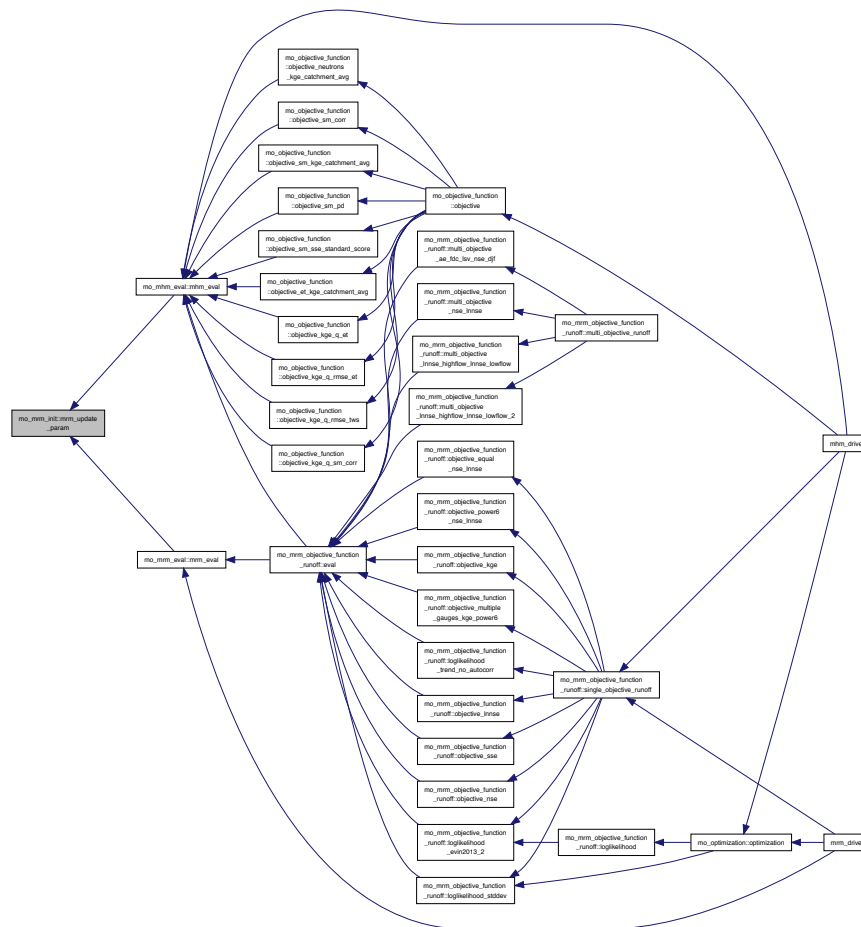 mo_objective_function
::objective_neutrons
_kge_catchment_avg
mo_objective_function
::objective_sm_corr
mo_objective_function
::objective_sm_kge_catchment_avg
mo_objective_function
::objective_sm_pd
mo_objective_function
::objective
mo_objective_function
::objective_sm_sse_standard_score
mo_mrm_objective_function
_runoff::multi_objective
_ae_fdc_lsv_nse_djf
mo_mhm_eval::mhm_eval
mo_objective_function
::objective_et_kge_catchment_avg
mo_mrm_objective_function
_runoff::multi_objective
_nse_lnnse
mo_objective_function
::objective_kge_q_et
mo_mrm_objective_function
_runoff::multi_objective_runoff
mo_mrm_objective_function
_runoff::multi_objective
_lnnse_highflow_lnnse_lowflow
mo_objective_function
::objective_kge_q_rmse_et
mo_mrm_objective_function
_runoff::multi_objective
_lnnse_highflow_lnnse_lowflow_2
mo_objective_function
::objective_kge_q_rmse_tws
mo_mrm_init::mrm_update
_param
mhm_drive
mo_objective_function
::objective_kge_q_sm_corr
mo_mrm_objective_function
_runoff::objective_equal
_nse_lnnse
mo_mrm_objective_function
_runoff::objective_power6
_nse_lnnse
mo_mrm_eval::mrm_eval
mo_mrm_objective_function
_runoff::eval
mo_mrm_objective_function
_runoff::objective_kge
mo_mrm_objective_function
_runoff::objective_multiple
_gauges_kge_power6
mo_mrm_objective_function
_runoff::loglikelihood
_trend_no_autocorr
mo_mrm_objective_function
_runoff::single_objective_runoff
mo_mrm_objective_function
_runoff::objective_lnnse
mo_mrm_objective_function
_runoff::objective_sse
mo_mrm_objective_function
_runoff::objective_nse
mo_mrm_objective_function
_runoff::loglikelihood
_evin2013_2
mo_mrm_objective_function
_runoff::loglikelihood
mo_optimization::optimization
mrm_drive
mo_mrm_objective_function
_runoff::loglikelihood_stddev